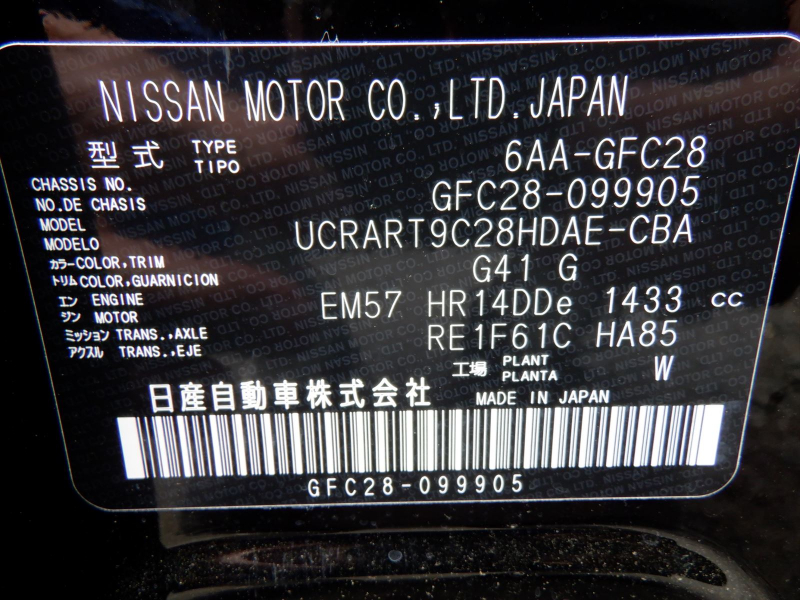 NISSAN MOTOR CO.,LTD.JAPAN
型式 TYPE TIPO 6AA-GFC28
CHASSIS NO. NO.DE CHASIS GFC28-099905
MODEL MODELO UCRART9C28HDAE-CBA
カラー COLOR,TRIM
トリム COLOR,GUARNICION G41 G
エン ENGINE
ジン MOTOR EM57 HR14DDe 1433 cc
ミッション TRANS.,AXLE
アクスル TRANS.,EJE RE1F61C HA85
工場 PLANT PLANTA W
日産自動車株式会社 MADE IN JAPAN
GFC28-099905